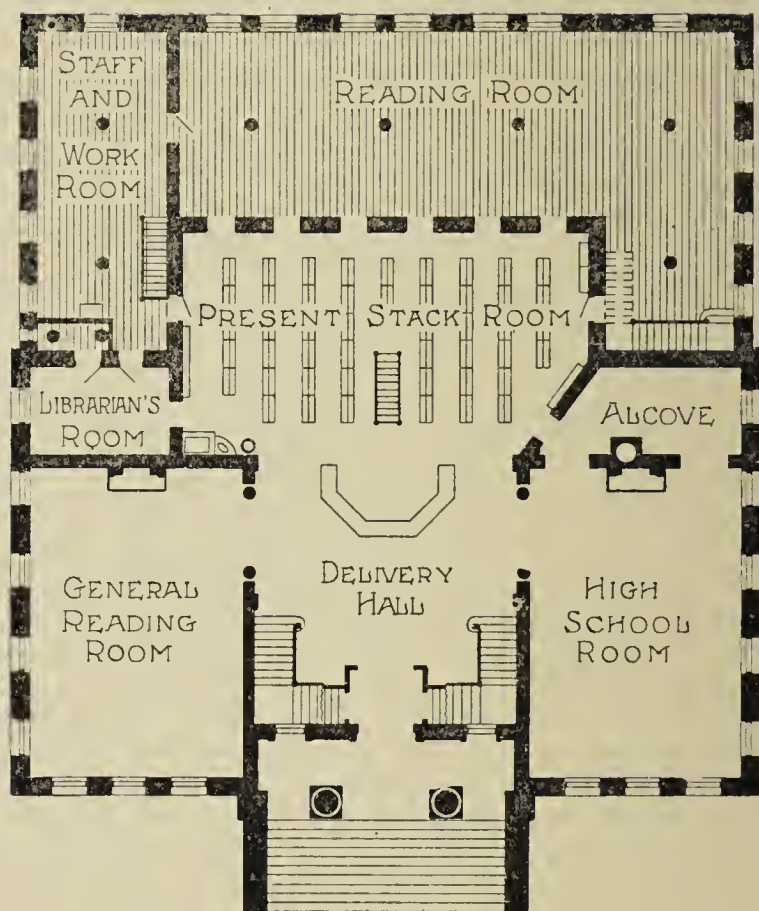 STAFF
AND
WORK
ROOM
READING ROOM
PRESENT STACK ROOM
LIBRARIAN'S
ROOM
ALCOVE
GENERAL
READING
ROOM
DELIVERY
HALL
HIGH
SCHOOL
ROOM